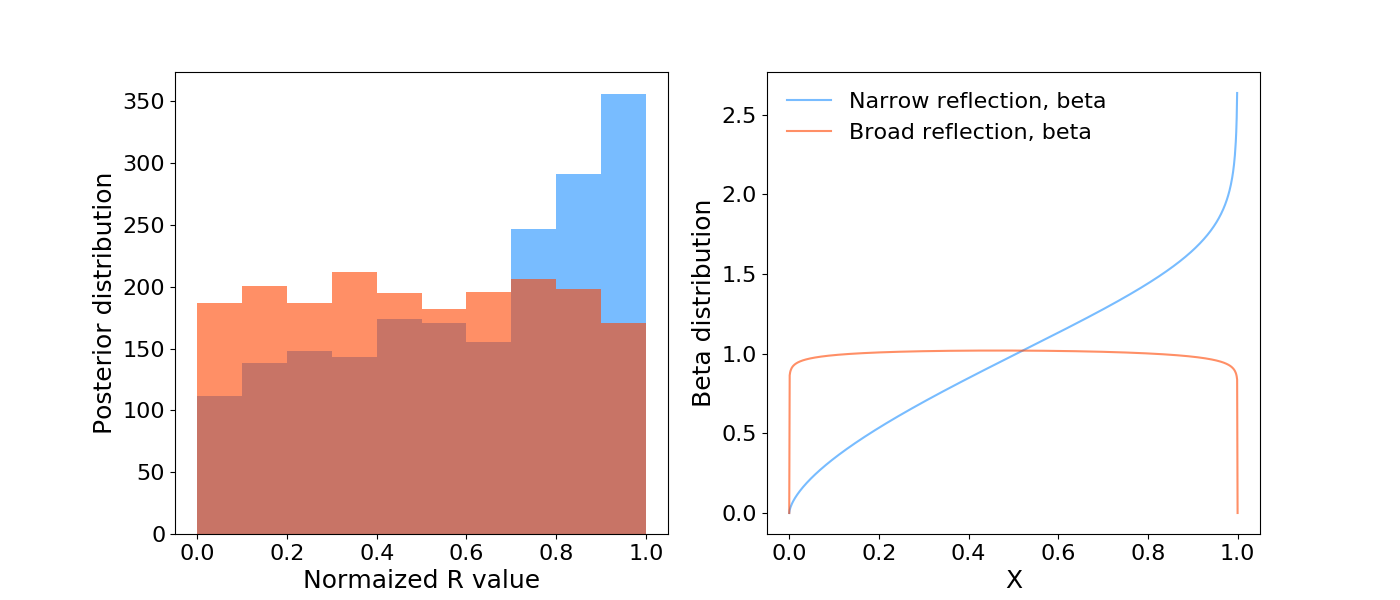 350
300
250
200
150
100
50
0
Posterior distribution
0.0 0.2 0.4 0.6 0.8 1.0
Normaized R value
Narrow reflection, beta
Broad reflection, beta
2.5
2.0
1.5
1.0
0.5
0.0
Beta distribution
0.0 0.2 0.4 0.6 0.8 1.0
X